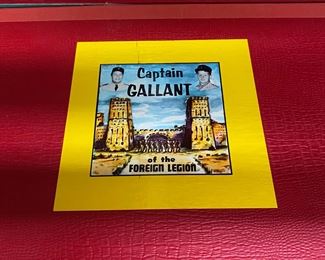 Captain
GALLANT
of the
FOREIGN LEGION